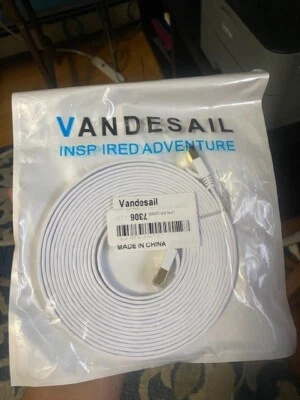 VANDESAIL
INSPIRED ADVENTURE
Vandesail
7306
MADE IN CHINA